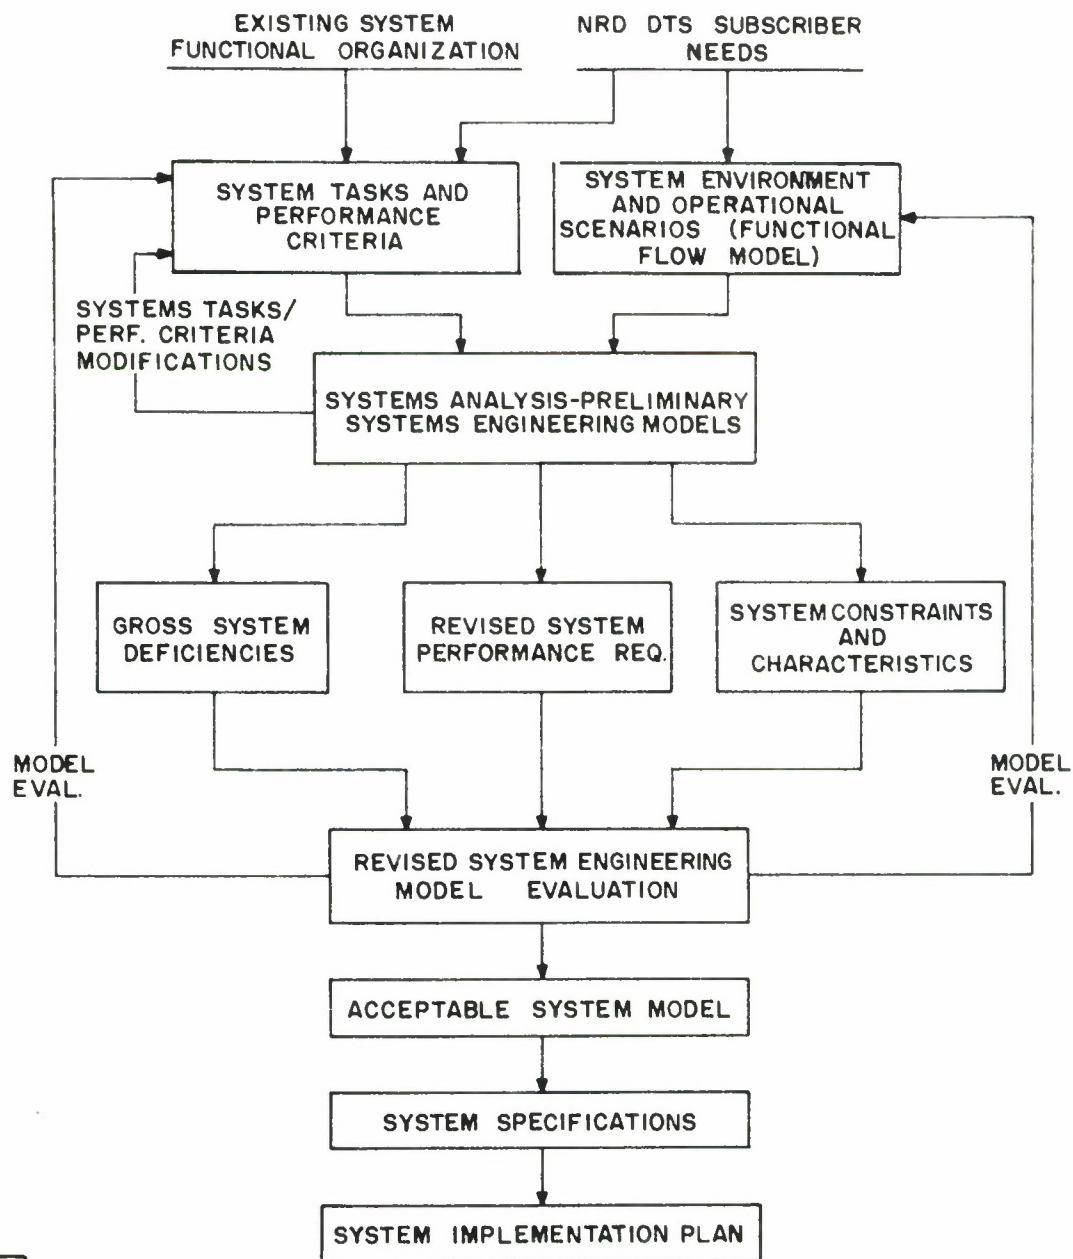 EXISTING SYSTEM
FUNCTIONAL ORGANIZATION
NRD DTS SUBSCRIBER
NEEDS
SYSTEM TASKS AND
PERFORMANCE
CRITERIA
SYSTEM ENVIRONMENT
AND OPERATIONAL
SCENARIOS (FUNCTIONAL
FLOW MODEL)
SYSTEMS TASKS/
PERF. CRITERIA
MODIFICATIONS
SYSTEMS ANALYSIS-PRELIMINARY
SYSTEMS ENGINEERING MODELS
GROSS SYSTEM
DEFICIENCIES
REVISED SYSTEM
PERFORMANCE REQ.
SYSTEM CONSTRAINTS
AND
CHARACTERISTICS
MODEL
EVAL.
MODEL
EVAL.
REVISED SYSTEM ENGINEERING
MODEL EVALUATION
ACCEPTABLE SYSTEM MODEL
SYSTEM SPECIFICATIONS
SYSTEM IMPLEMENTATION PLAN